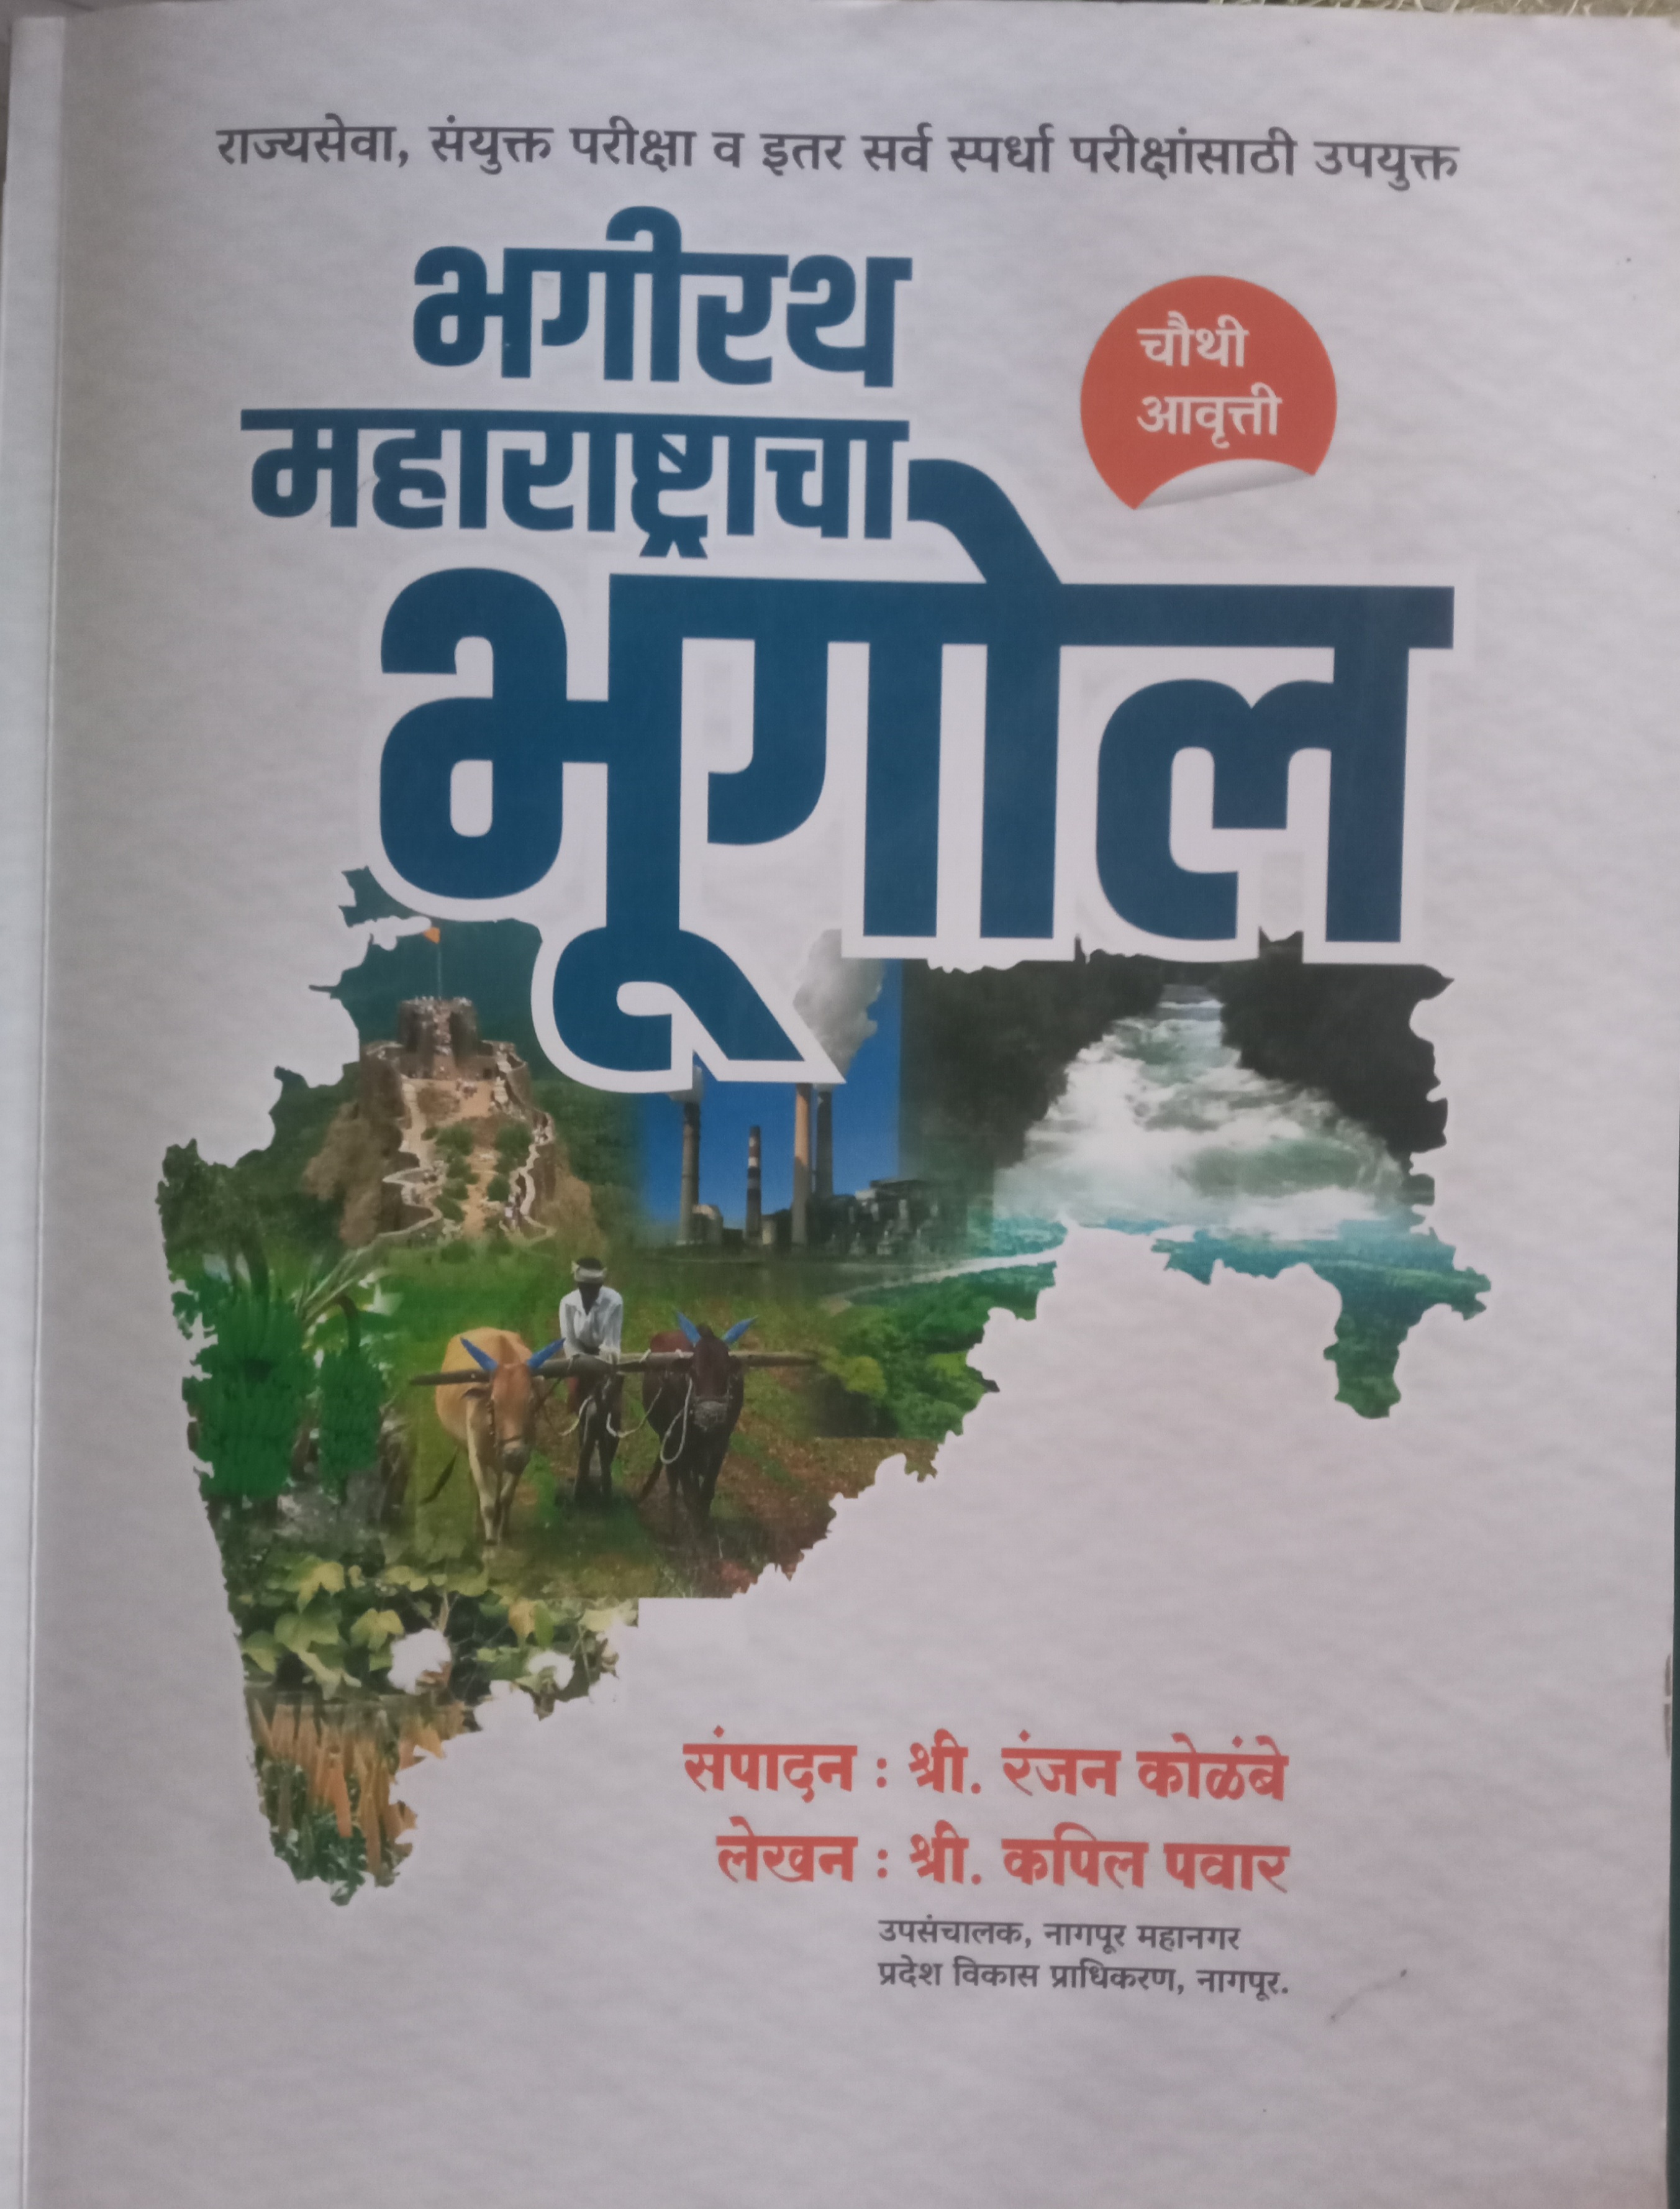 राज्यसेवा, संयुक्त परीक्षा व इतर सर्व स्पर्धा परीक्षांसाठी उपयुक्त
भगीरथ
महाराष्ट्राचा
भूगोल
चौथी
आवृत्ती
संपादन : श्री. रंजन कोळंबे
लेखन : श्री. कपिल पवार
उपसंचालक, नागपूर महानगर
प्रदेश विकास प्राधिकरण, नागपूर.